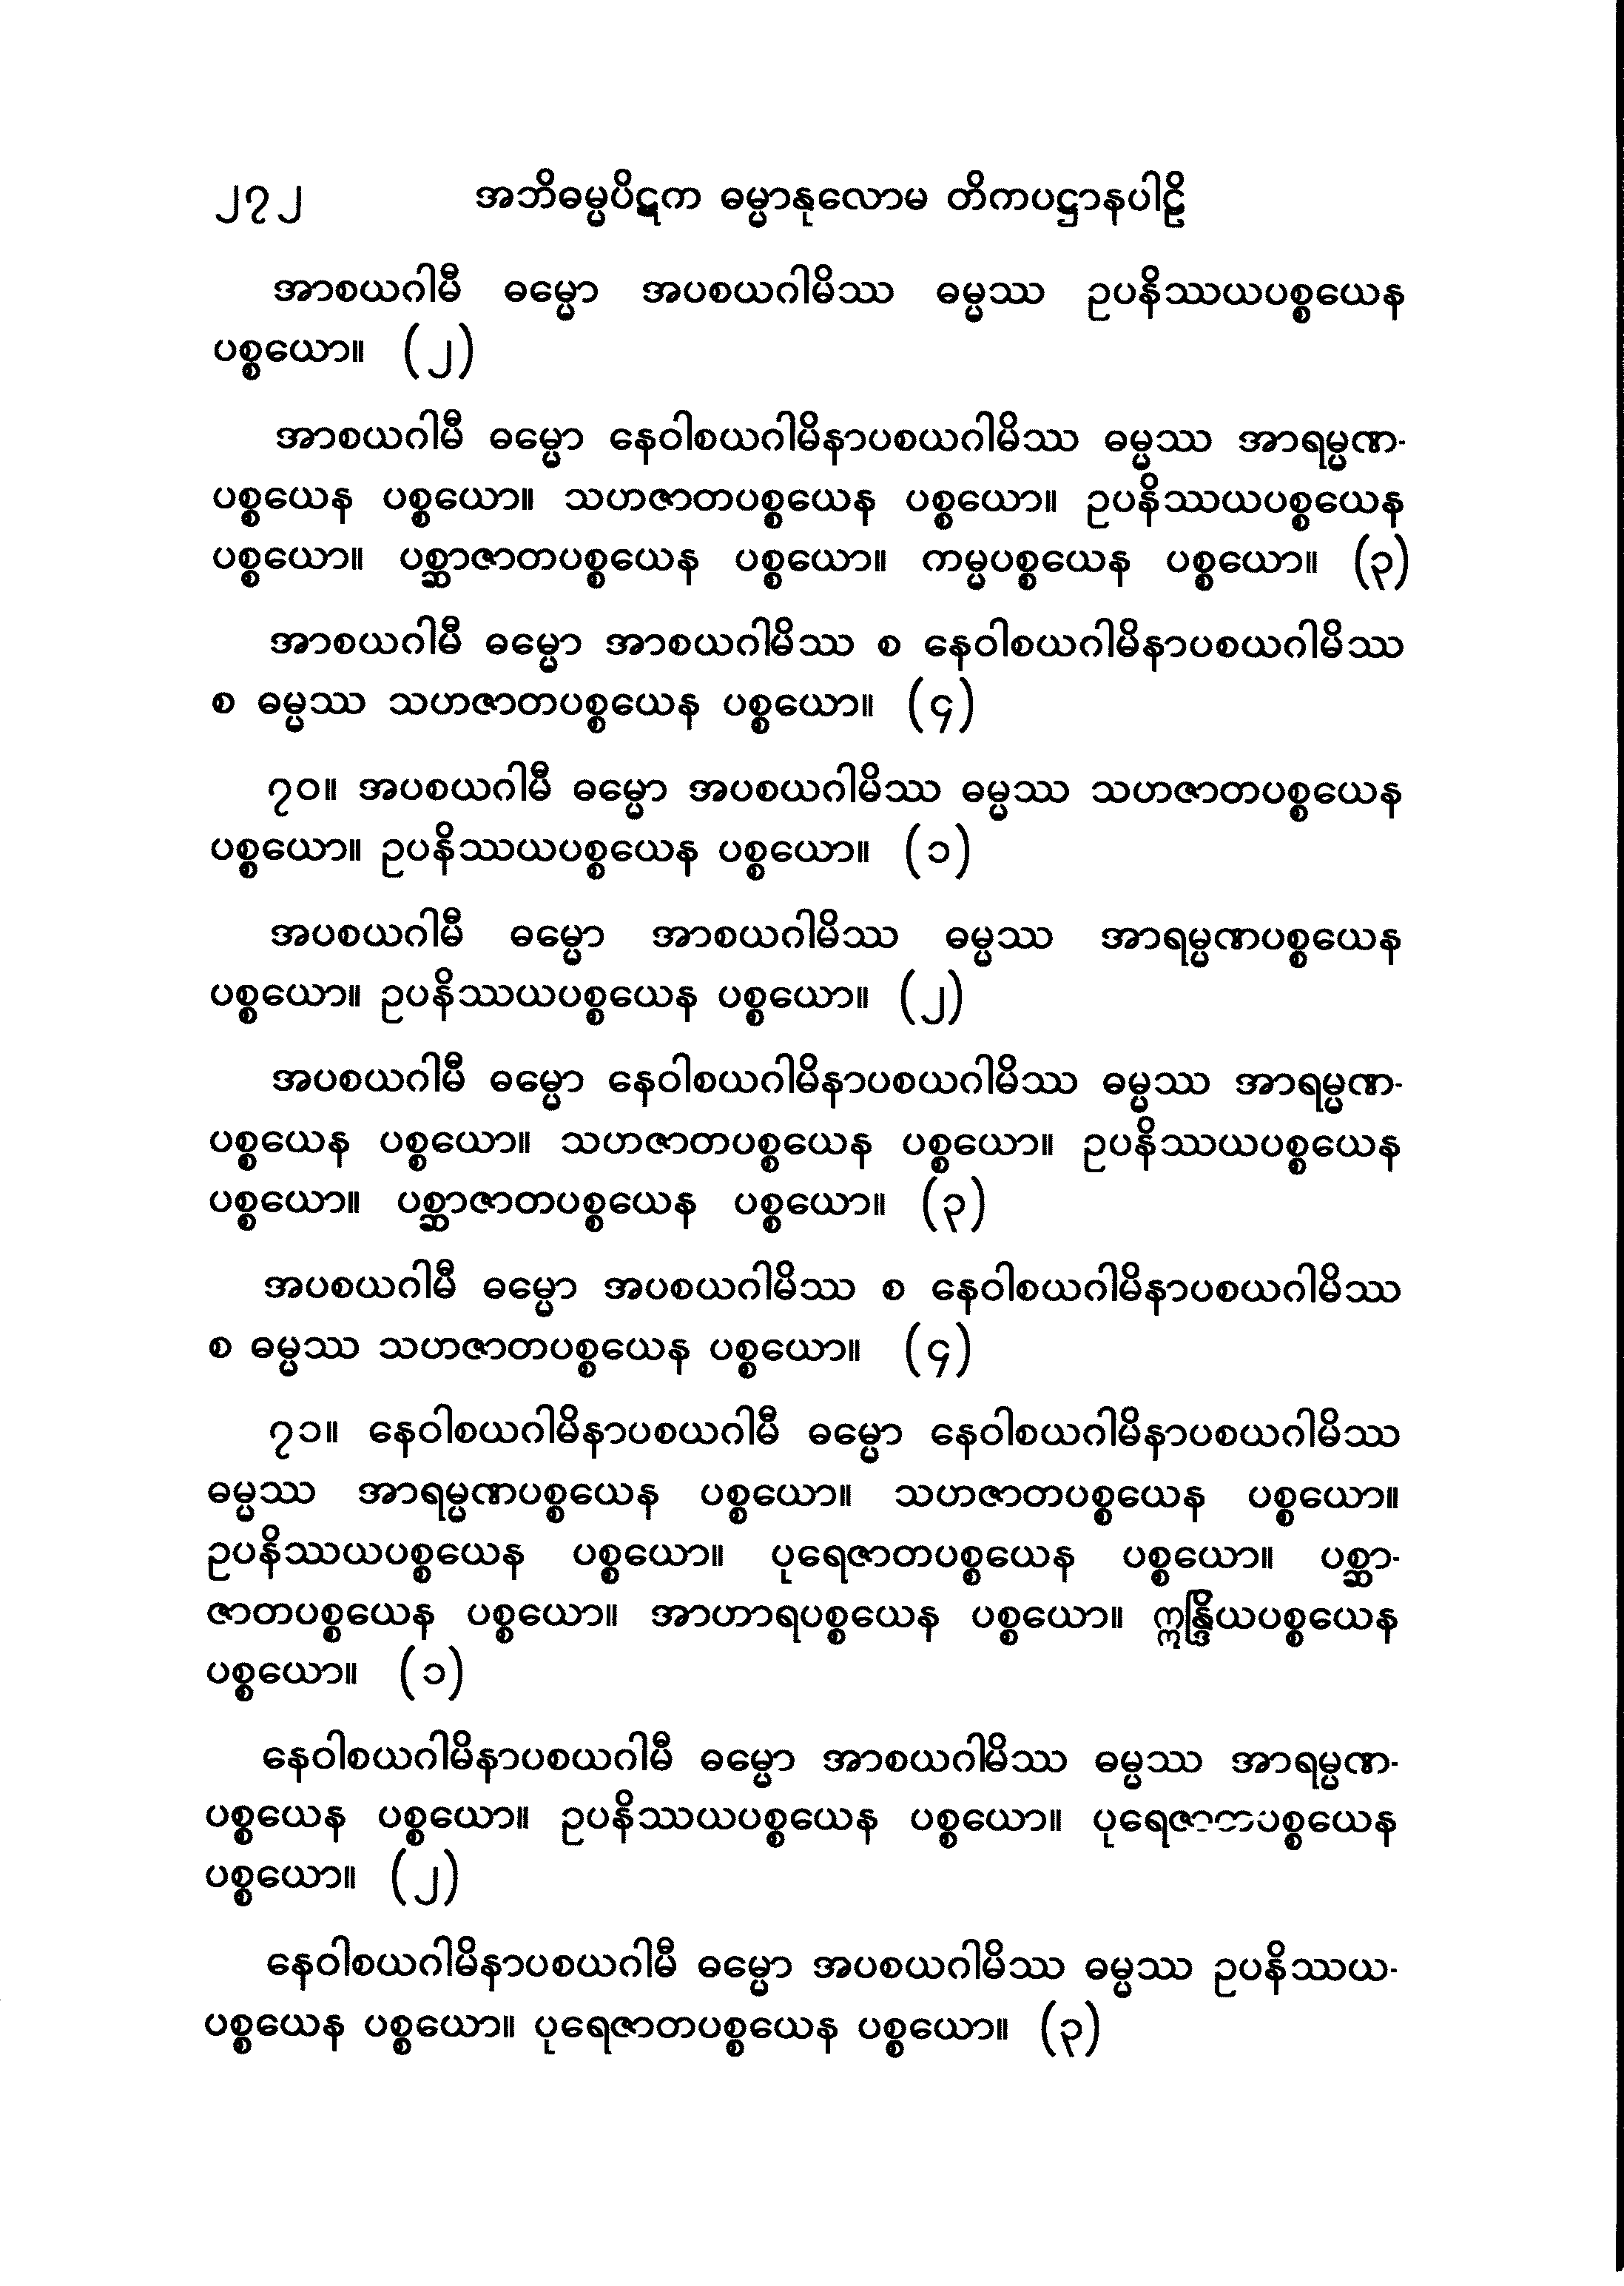 ၂၇၂ အဘိဓမ္မပိဋက ဓမ္မာနုလောမ တိကပဋ္ဌာနပါဠိ
အာစယဂါမီ ဓမ္မော အပစယဂါမိဿ ဓမ္မဿ ဥပနိဿယပစ္စယေန
ပစ္စယော။ (၂)
အာစယဂါမီ ဓမ္မော နေဝါစယဂါမိနာပစယဂါမိဿ ဓမ္မဿ အာရမ္မဏ-
ပစ္စယေန ပစ္စယော။ သဟဇာတပစ္စယေန ပစ္စယော။ ဥပနိဿယပစ္စယေန
ပစ္စယော။ ပစ္ဆာဇာတပစ္စယေန ပစ္စယော။ ကမ္မပစ္စယေန ပစ္စယော။ (၃)
အာစယဂါမီ ဓမ္မော အာစယဂါမိဿ စ နေဝါစယဂါမိနာပစယဂါမိဿ
စ ဓမ္မဿ သဟဇာတပစ္စယေန ပစ္စယော။ (၄)
၇၀။ အပစယဂါမီ ဓမ္မော အပစယဂါမိဿ ဓမ္မဿ သဟဇာတပစ္စယေန
ပစ္စယော။ ဥပနိဿယပစ္စယေန ပစ္စယော။ (၁)
အပစယဂါမီ ဓမ္မော အာစယဂါမိဿ ဓမ္မဿ အာရမ္မဏပစ္စယေန
ပစ္စယော။ ဥပနိဿယပစ္စယေန ပစ္စယော။ (၂)
အပစယဂါမီ ဓမ္မော နေဝါစယဂါမိနာပစယဂါမိဿ ဓမ္မဿ အာရမ္မဏ-
ပစ္စယေန ပစ္စယော။ သဟဇာတပစ္စယေန ပစ္စယော။ ဥပနိဿယပစ္စယေန
ပစ္စယော။ ပစ္ဆာဇာတပစ္စယေန ပစ္စယော။ (၃)
အပစယဂါမီ ဓမ္မော အပစယဂါမိဿ စ နေဝါစယဂါမိနာပစယဂါမိဿ
စ ဓမ္မဿ သဟဇာတပစ္စယေန ပစ္စယော။ (၄)
၇၁။ နေဝါစယဂါမိနာပစယဂါမီ ဓမ္မော နေဝါစယဂါမိနာပစယဂါမိဿ
ဓမ္မဿ အာရမ္မဏပစ္စယေန ပစ္စယော။ သဟဇာတပစ္စယေန ပစ္စယော။
ဥပနိဿယပစ္စယေန ပစ္စယော။ ပုရေဇာတပစ္စယေန ပစ္စယော။ ပစ္ဆာ-
ဇာတပစ္စယေန ပစ္စယော။ အာဟာရပစ္စယေန ပစ္စယော။ ဣန္ဒြိယပစ္စယေန
ပစ္စယော။ (၁)
နေဝါစယဂါမိနာပစယဂါမီ ဓမ္မော အာစယဂါမိဿ ဓမ္မဿ အာရမ္မဏ-
ပစ္စယေန ပစ္စယော။ ဥပနိဿယပစ္စယေန ပစ္စယော။ ပုရေဇာတပစ္စယေန
ပစ္စယော။ (၂)
နေဝါစယဂါမိနာပစယဂါမီ ဓမ္မော အပစယဂါမိဿ ဓမ္မဿ ဥပနိဿယ-
ပစ္စယေန ပစ္စယော။ ပုရေဇာတပစ္စယေန ပစ္စယော။ (၃)